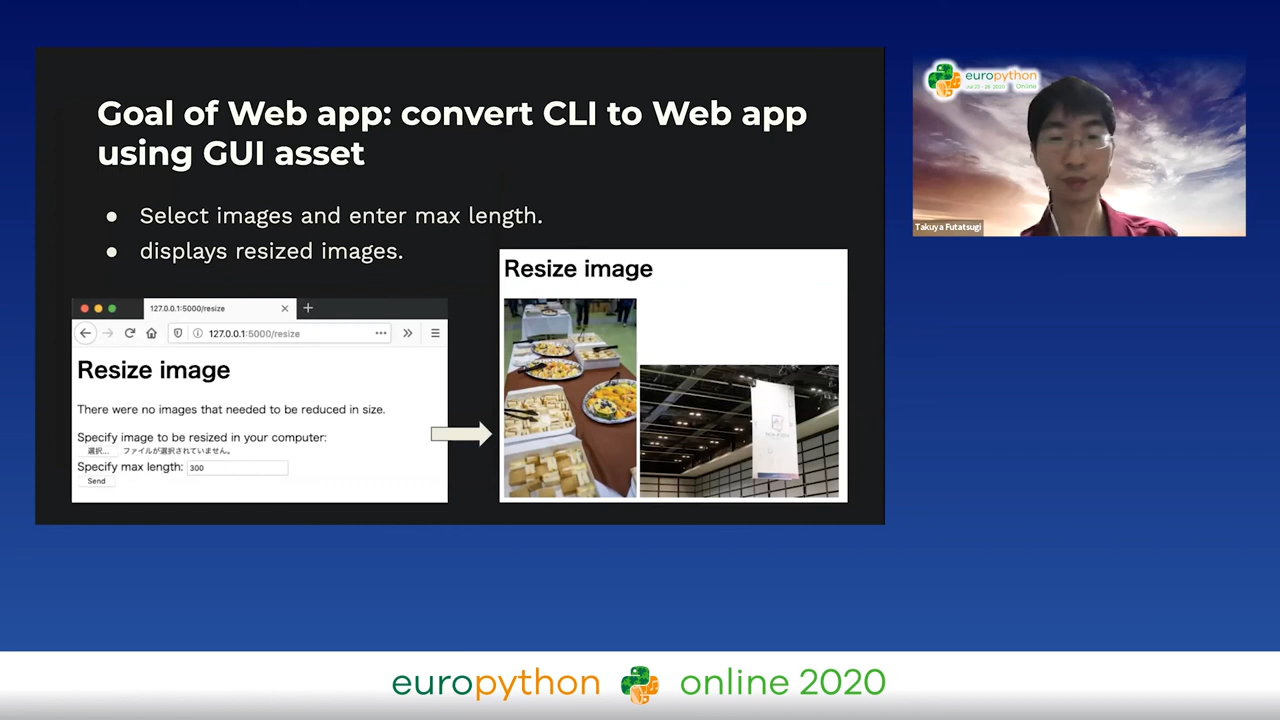 Goal of Web app: convert CLI to Web app
using GUI asset
● Select images and enter max length.
● displays resized images.
127.0.0.1:5000/resize
127.0.0.1:5000/resize
Resize image
There were no images that needed to be reduced in size.
Specify image to be resized in your computer:
選択... ファイルが選択されていません。
Specify max length: 300
Send
Resize image
europython
Online
Takuya Futatsugi
europython online 2020